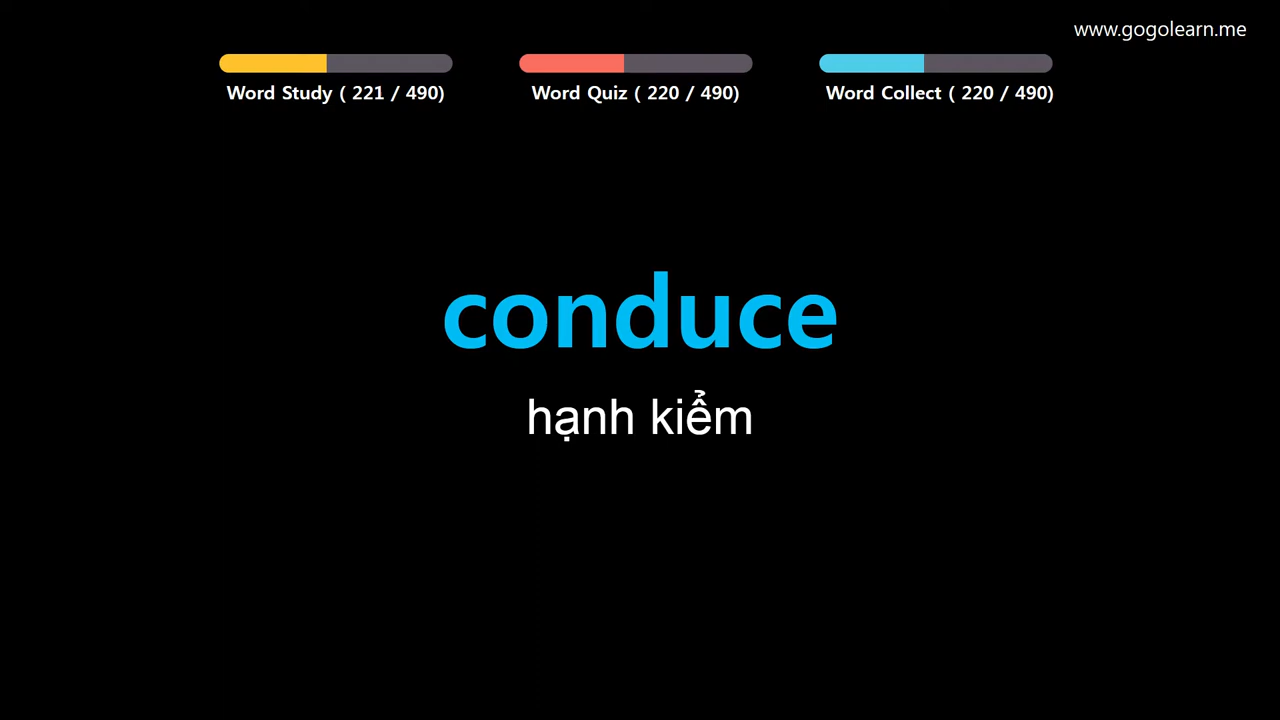 www.gogolearn.me
Word Study ( 221 / 490)
Word Quiz ( 220 / 490)
Word Collect ( 220 / 490)
conduce
hạnh kiểm